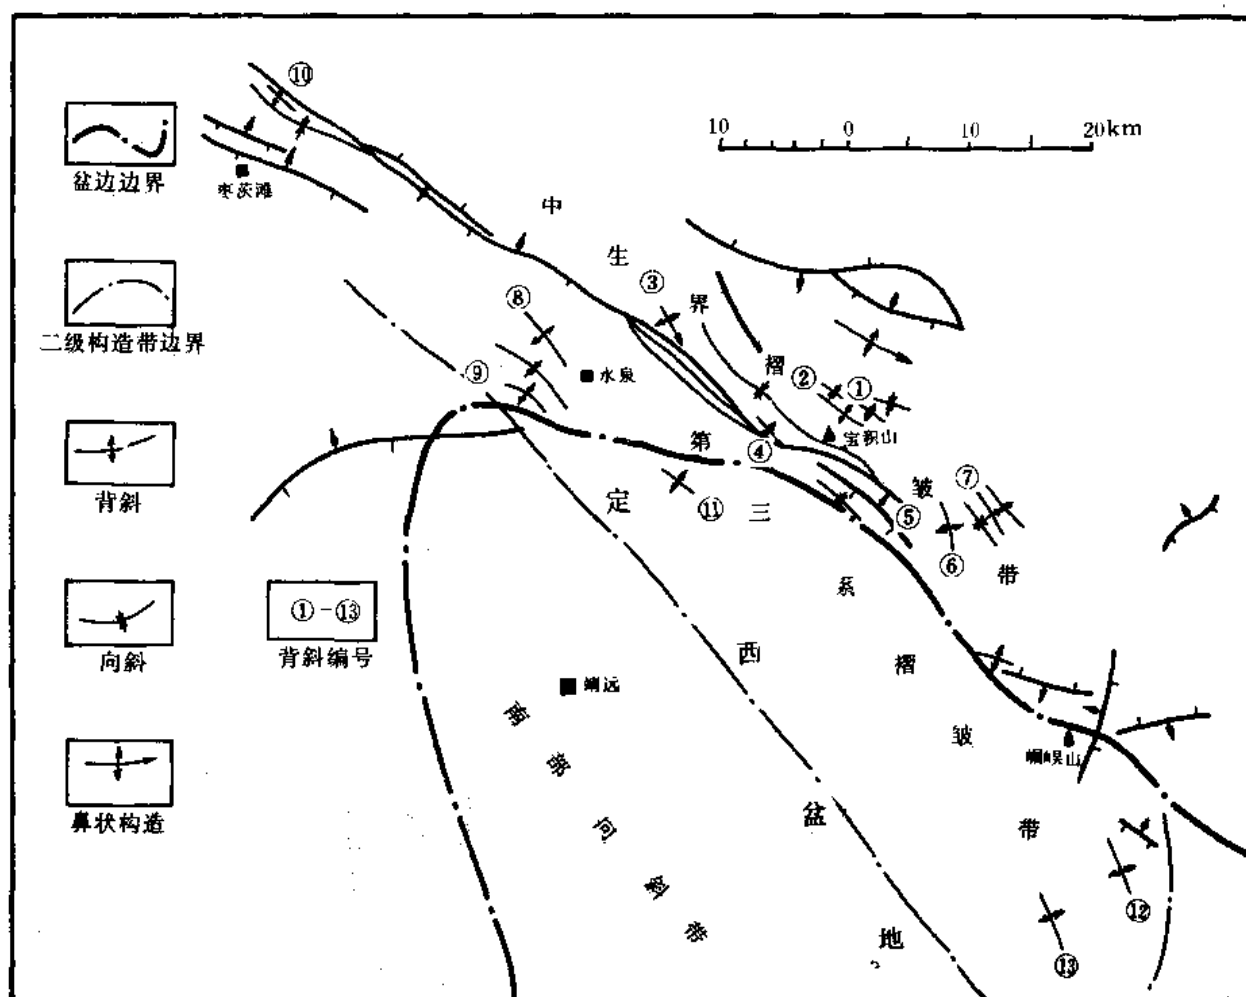 ⑩
10 0 10 20km
盆边边界
枣茨滩
中生界褶皱带
二级构造带边界
③
⑧
②
①
⑨
水泉
宝积山
④
⑦
背斜
⑪
⑤
⑥
定西盆地
第三系褶皱带
①-⑬
向斜
背斜编号
靖远
向斜带
鼻状构造
⑫
⑬